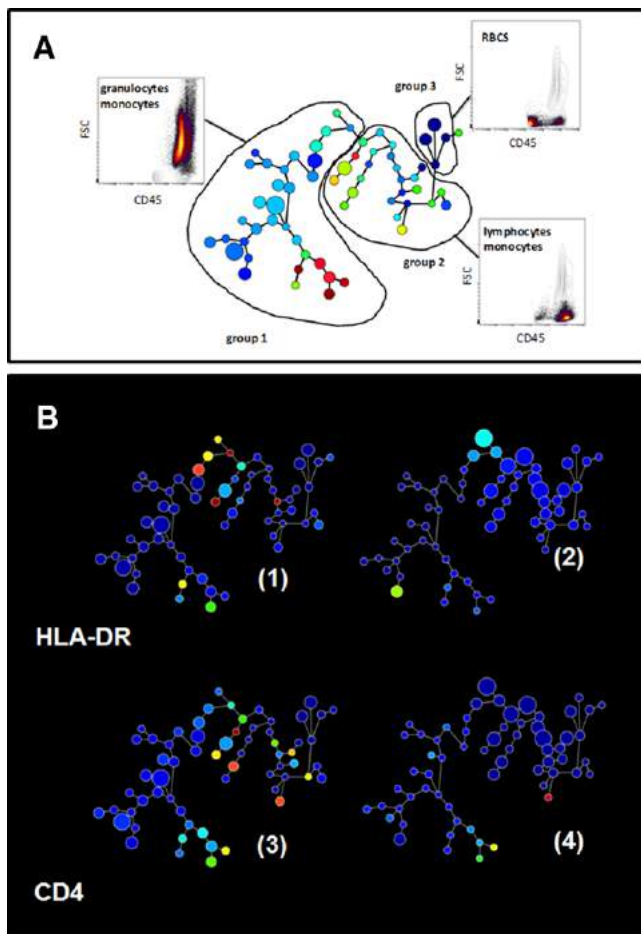 A
granulocytes
monocytes
FSC
CD45
group 1
group 3
RBCS
FSC
CD45
group 2
lymphocytes
monocytes
FSC
CD45
B
(1)
(2)
HLA-DR
(3)
(4)
CD4